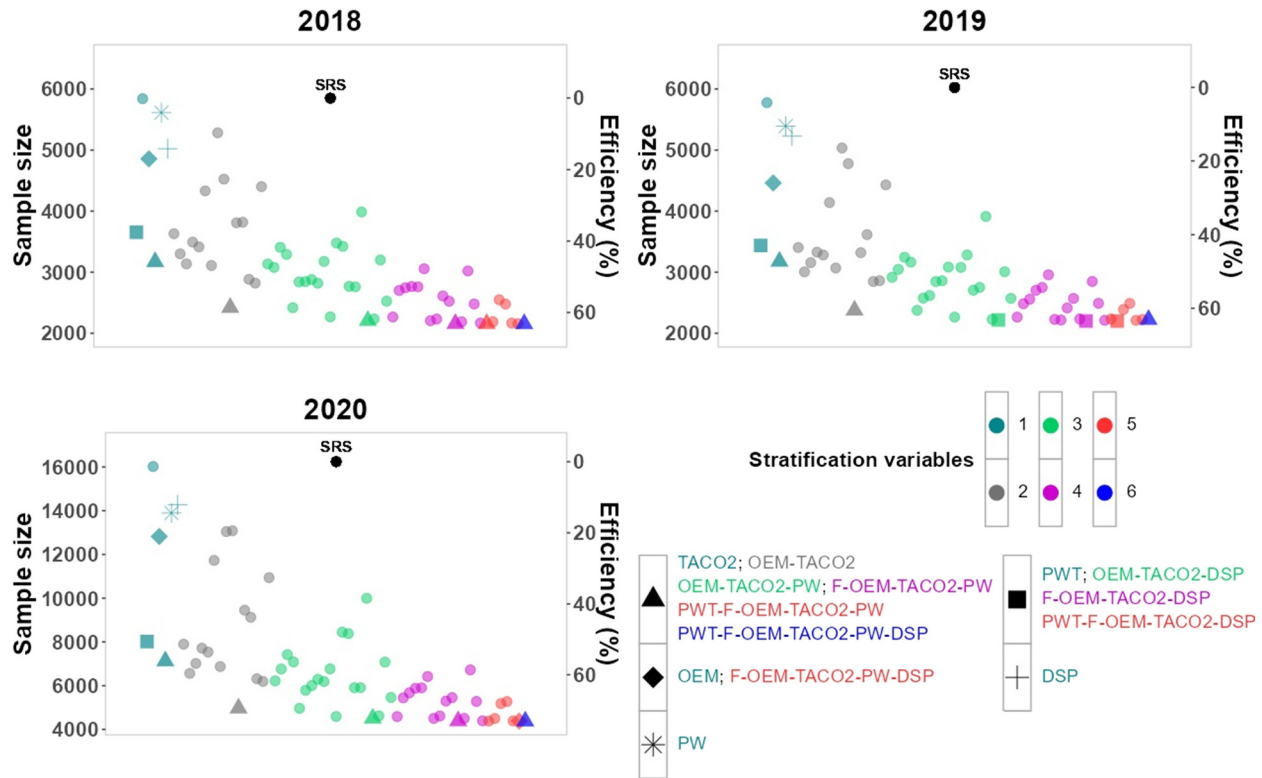 2018
SRS
Sample size
6000
5000
4000
3000
2000
0
20
40
60
Efficiency (%)
2019
SRS
Sample size
6000
5000
4000
3000
2000
0
20
40
60
Efficiency (%)
2020
SRS
Sample size
16000
14000
12000
10000
8000
6000
4000
0
20
40
60
Efficiency (%)
Stratification variables
1 3 5
2 4 6
TACO2; OEM-TACO2
OEM-TACO2-PW; F-OEM-TACO2-PW
PWT-F-OEM-TACO2-PW
PWT-F-OEM-TACO2-PW-DSP
OEM; F-OEM-TACO2-PW-DSP
PW
PWT; OEM-TACO2-DSP
F-OEM-TACO2-DSP
PWT-F-OEM-TACO2-DSP
DSP